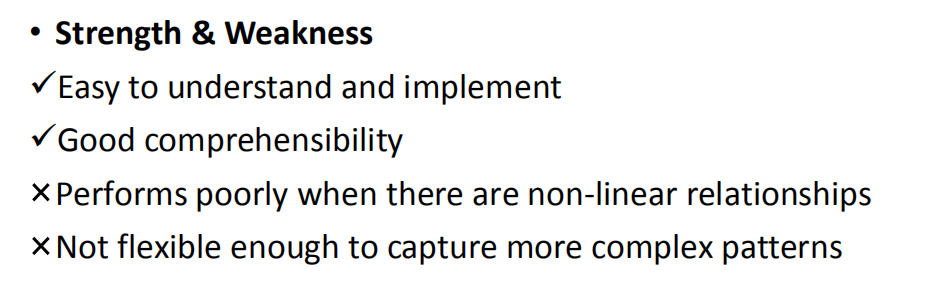 • Strength & Weakness
✓Easy to understand and implement
✓Good comprehensibility
×Performs poorly when there are non-linear relationships
×Not flexible enough to capture more complex patterns